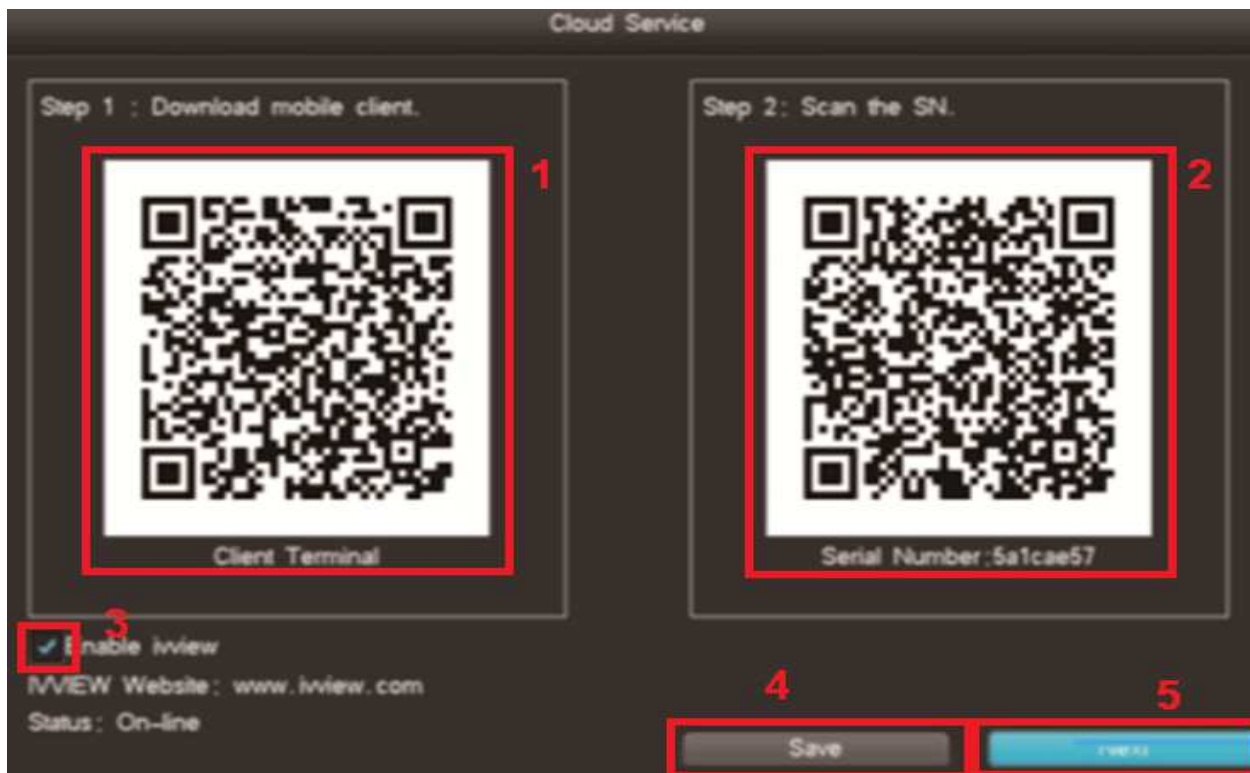 Cloud Service
Step 1 : Download mobile client.
1
Client Terminal
Step 2: Scan the SN.
2
Serial Number:5a1cae57
3
Enable ivview
IVVIEW Website: www.ivview.com
Status: On-line
4
Save
5